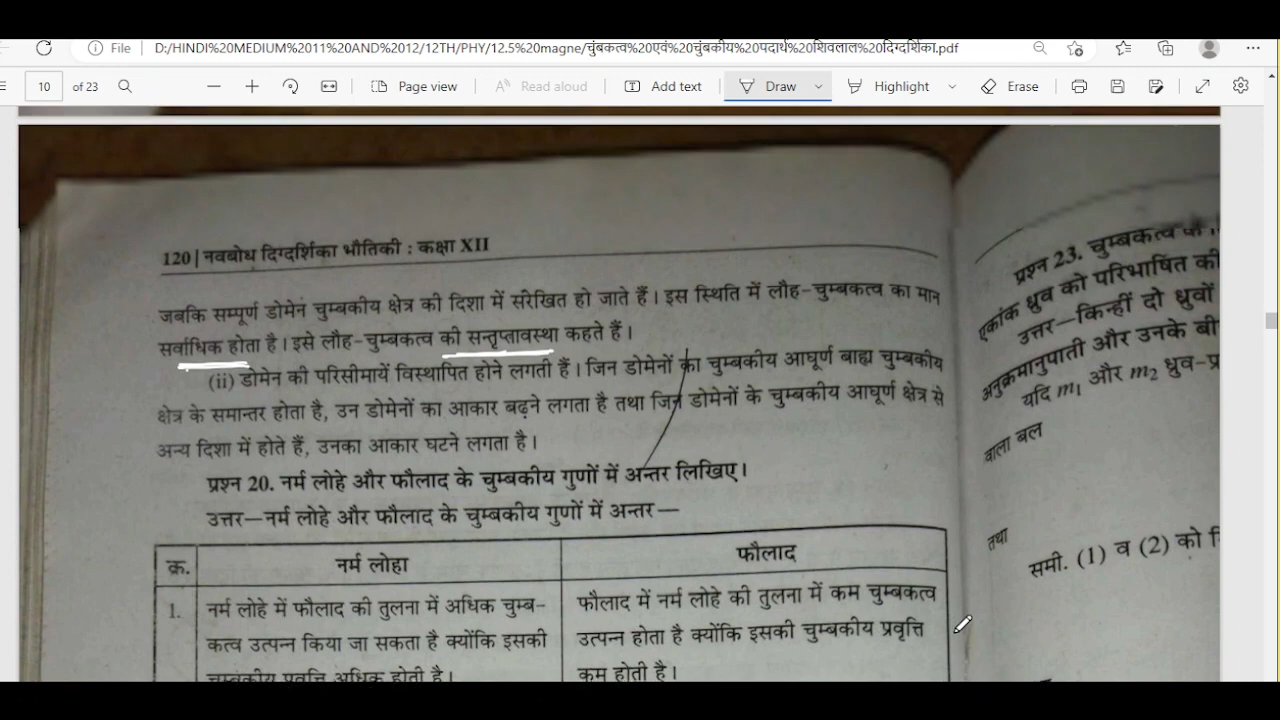 File
D:/HINDI%20MEDIUM%2011%20AND%2012/12TH/PHY/12.5%20magne/चुंबकत्व%20एवं%20चुंबकीय%20पदार्थ%20शिवलाल%20दिग्दर्शिका.pdf
10 of 23
Page view
Read aloud
Add text
Draw
Highlight
Erase
120 | नवबोध दिग्दर्शिका भौतिकी : कक्षा XII
जबकि सम्पूर्ण डोमेन चुम्बकीय क्षेत्र की दिशा में संरेखित हो जाते हैं। इस स्थिति में लौह-चुम्बकत्व का मान
सर्वाधिक होता है। इसे लौह-चुम्बकत्व की सन्तृप्तावस्था कहते हैं।
(ii) डोमेन की परिसीमायें विस्थापित होने लगती हैं। जिन डोमेनों का चुम्बकीय आघूर्ण बाह्य चुम्बकीय
क्षेत्र के समान्तर होता है, उन डोमेनों का आकार बढ़ने लगता है तथा जिन डोमेनों के चुम्बकीय आघूर्ण क्षेत्र से
अन्य दिशा में होते हैं, उनका आकार घटने लगता है।
प्रश्न 20. नर्म लोहे और फौलाद के चुम्बकीय गुणों में अन्तर लिखिए।
उत्तर—नर्म लोहे और फौलाद के चुम्बकीय गुणों में अन्तर—
क्र. नर्म लोहा फौलाद
1. नर्म लोहे में फौलाद की तुलना में अधिक चुम्ब-
कत्व उत्पन्न किया जा सकता है क्योंकि इसकी
चुम्बकीय प्रवृत्ति अधिक होती है।
फौलाद में नर्म लोहे की तुलना में कम चुम्बकत्व
उत्पन्न होता है क्योंकि इसकी चुम्बकीय प्रवृत्ति
कम होती है।
प्रश्न 23. चुम्बकत्व के
एकांक ध्रुव को परिभाषित की
उत्तर—किन्हीं दो ध्रुवों
अनुक्रमानुपाती और उनके बी
यदि m₁ और m₂ ध्रुव-प्र
वाला बल
तथा
समी. (1) व (2) को